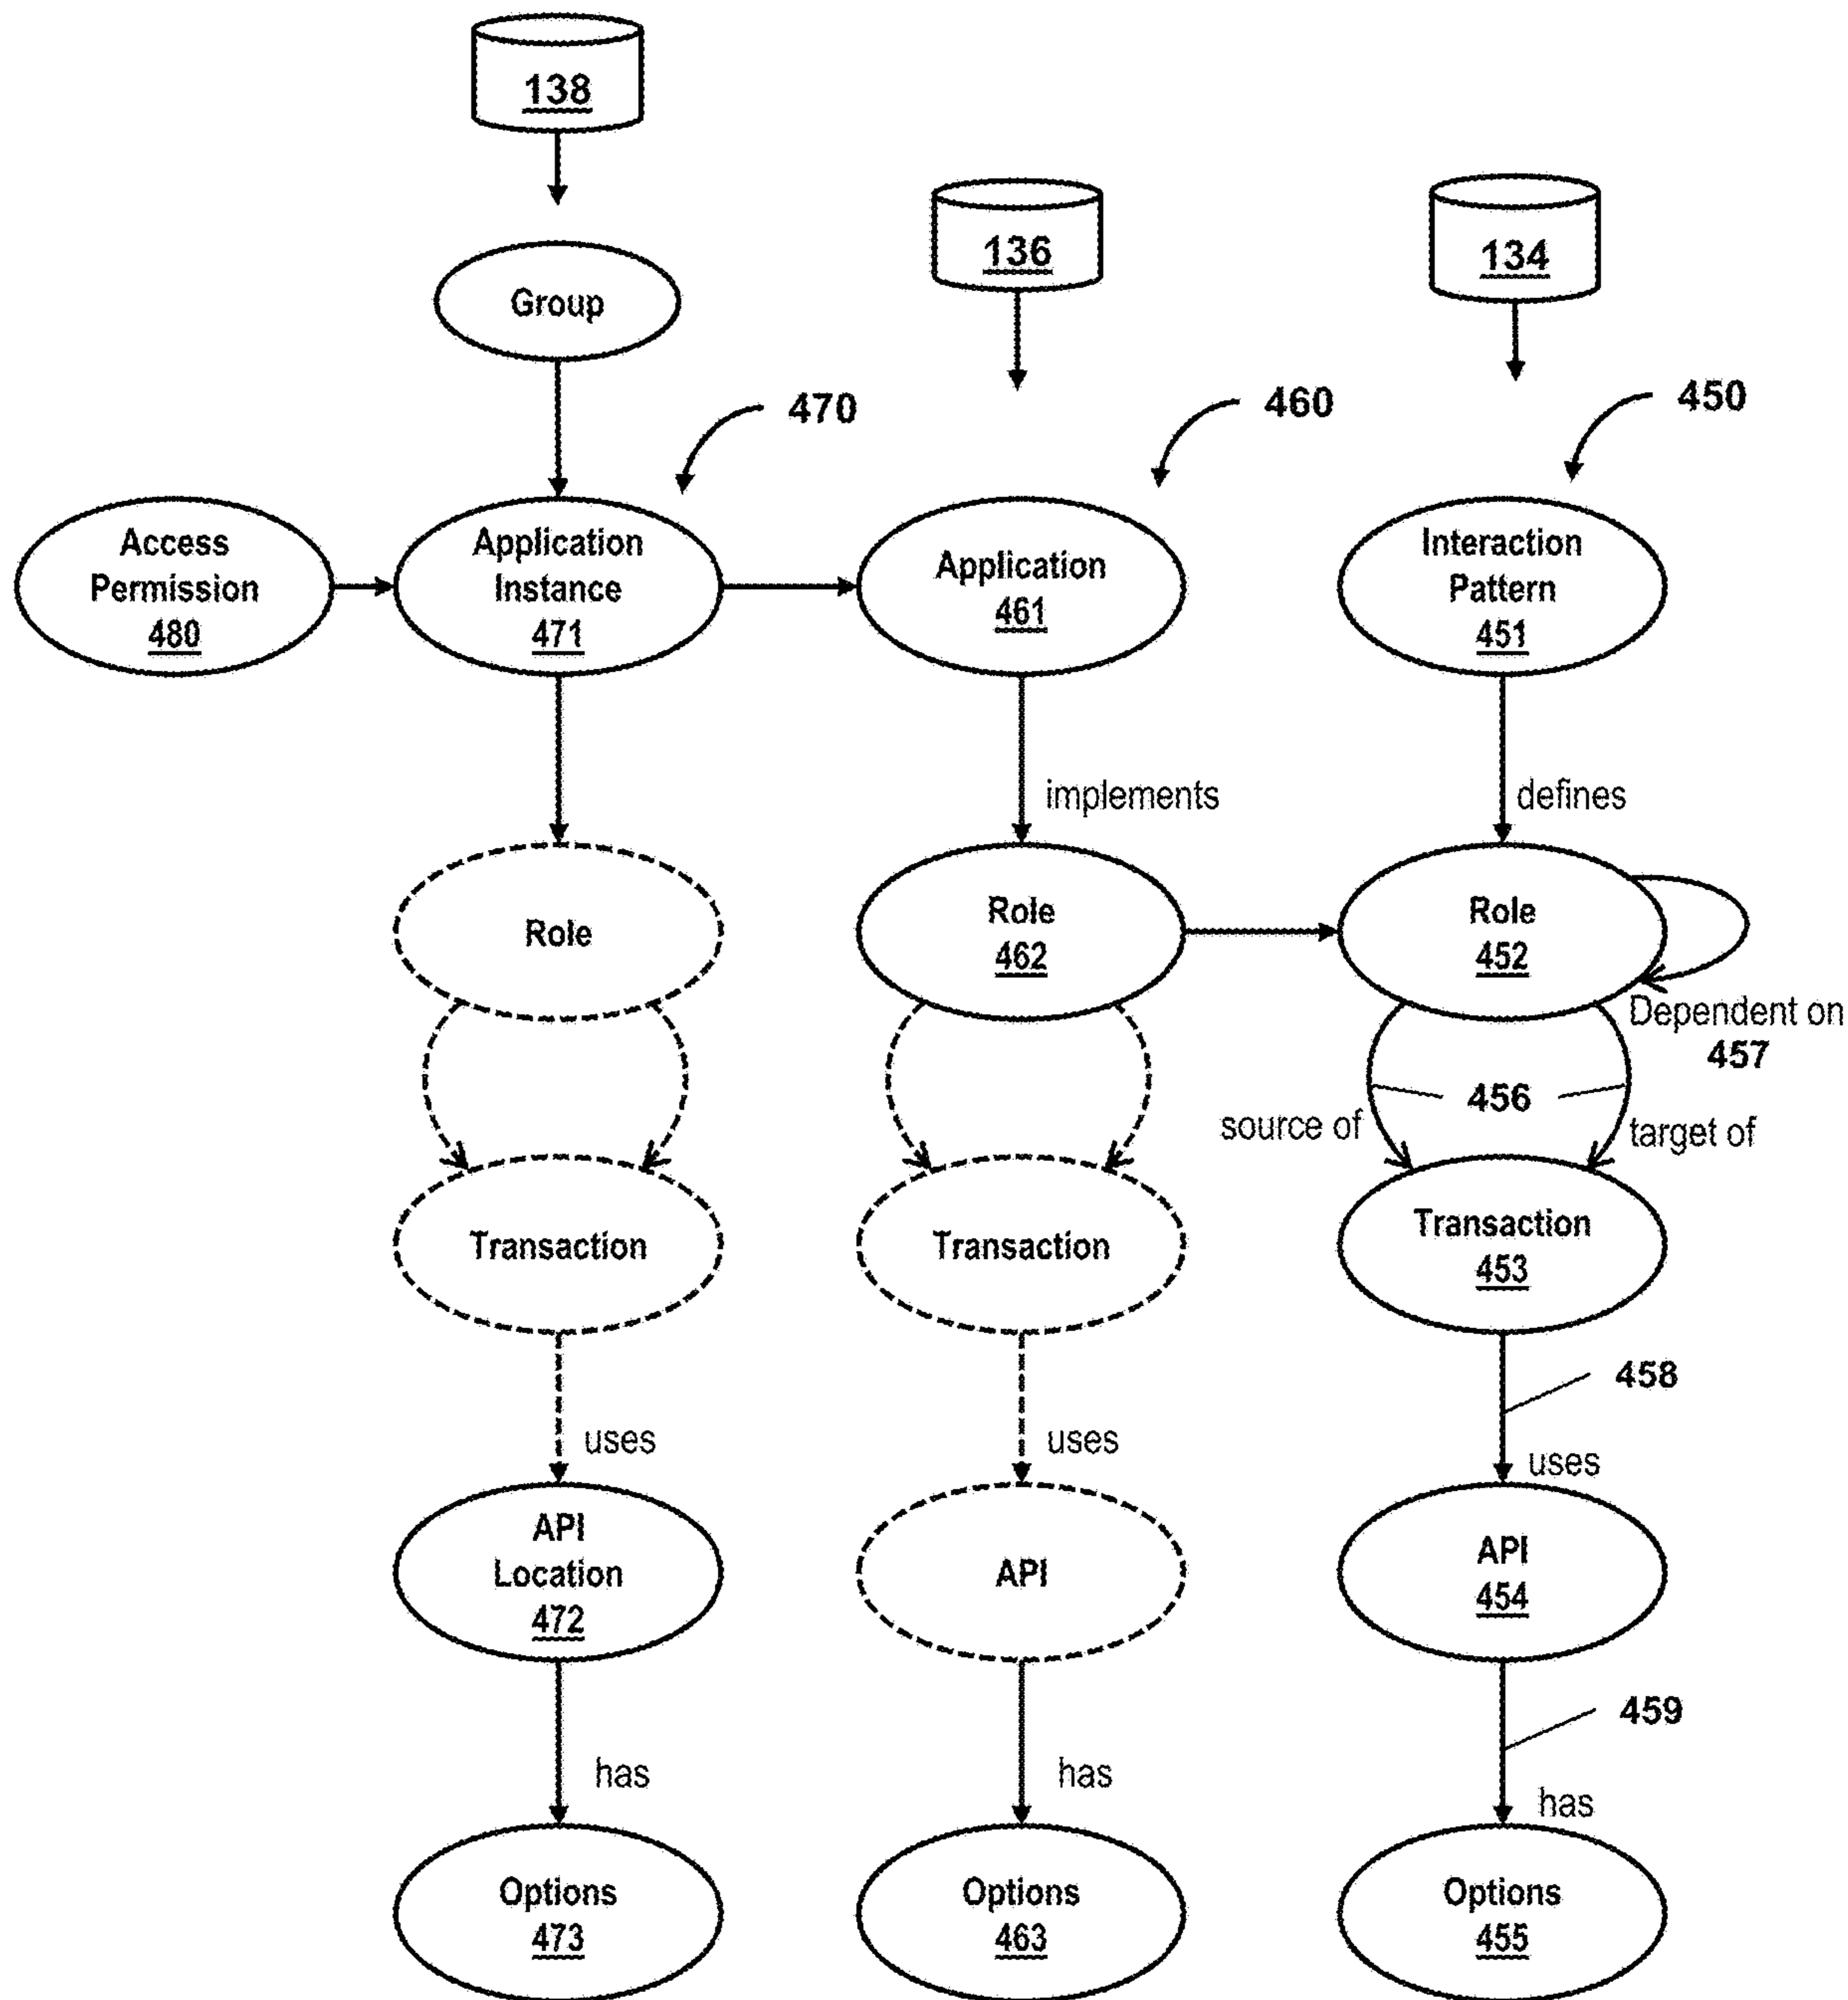 138
136
134
Group
470
460
450
Access
Permission
480
Application
Instance
471
Application
461
Interaction
Pattern
451
implements
defines
Role
Role
462
Role
452
Dependent on
457
456
source of
target of
Transaction
Transaction
Transaction
453
458
uses
uses
uses
API
Location
472
API
API
454
459
has
has
has
Options
473
Options
463
Options
455